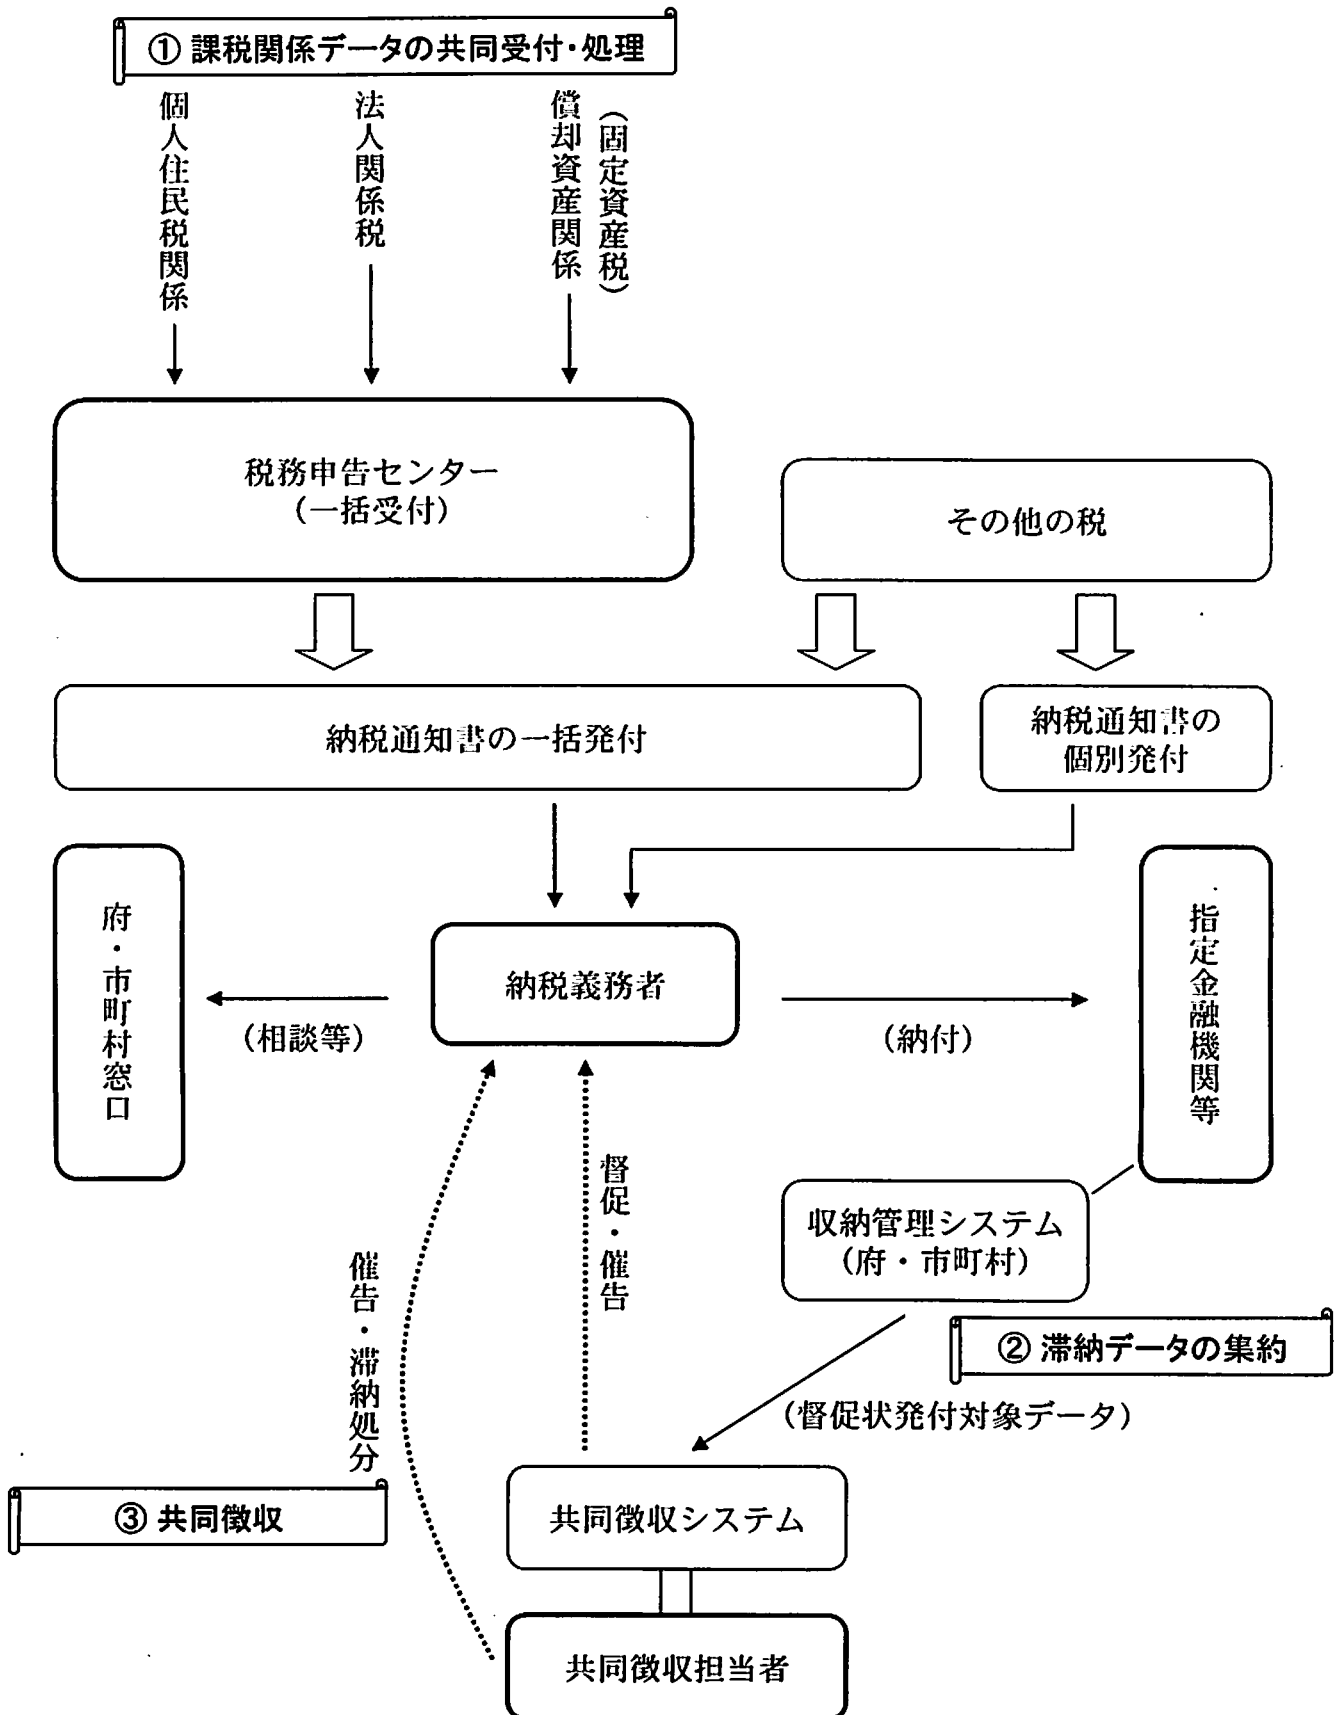 ① 課税関係データの共同受付・処理
個人住民税関係
法人関係税
償却資産関係
（固定資産税）
税務申告センター
（一括受付）
その他の税
納税通知書の一括発付
納税通知書の
個別発付
府・市町村窓口
納税義務者
（相談等）
（納付）
指定金融機関等
督促・催告
収納管理システム
（府・市町村）
催告・滞納処分
② 滞納データの集約
（督促状発付対象データ）
③ 共同徴収
共同徴収システム
共同徴収担当者